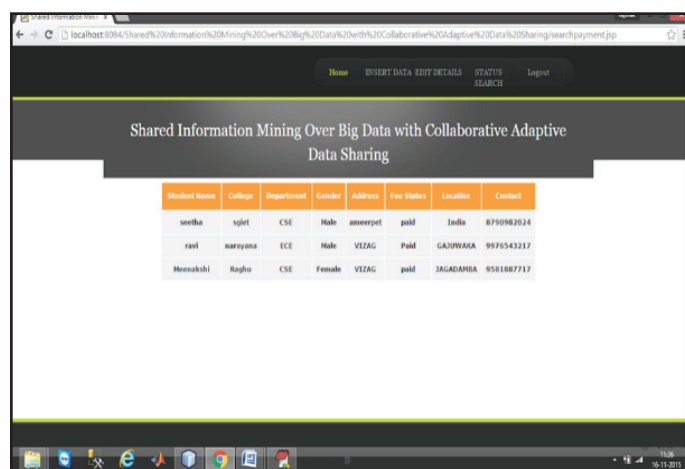 Shared Information Mini
localhost:8084/Shared%20Information%20Mining%20Over%20Big%20Data%20with%20Collaborative%20Adaptive%20Data%20Sharing/searchpayment.jsp
Home INSERT DATA EDIT DETAILS STATUS SEARCH Logout
Shared Information Mining Over Big Data with Collaborative Adaptive
Data Sharing
Student Name College Department Gender Address Fee Status Location Contact
seetha sgiet CSE Male ameerpet paid India 8790982024
ravi narayana ECE Male VIZAG Paid GAJUWAKA 9976543217
Meenakshi Raghu CSE Female VIZAG paid JAGADAMBA 9501887717
11:26
16-11-2015